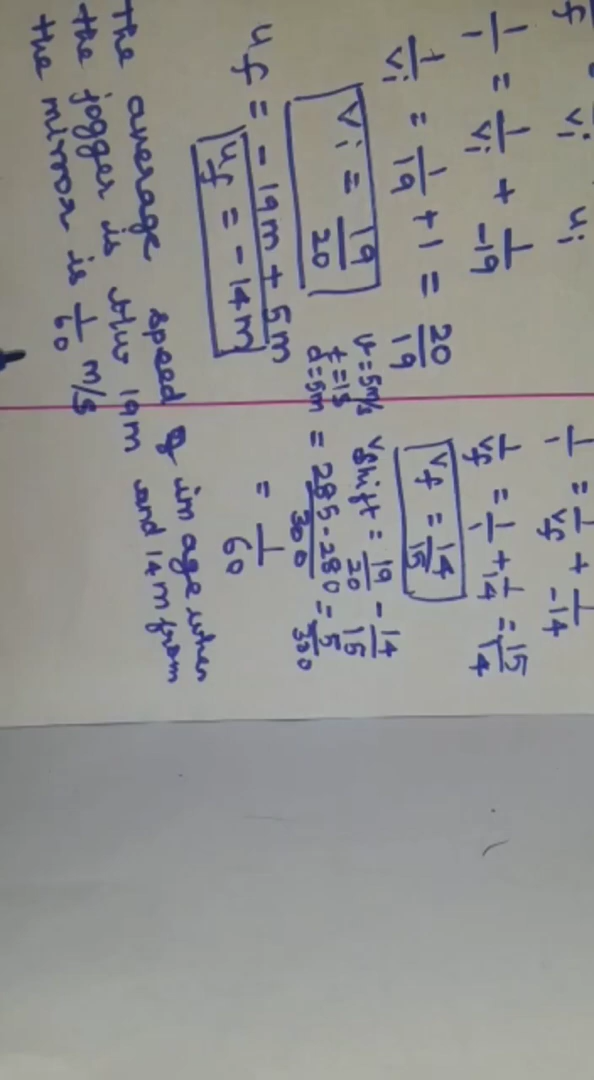 1/f vi ui
1/1 = 1/vi + 1/-19
1/vi = 1/19 + 1 = 20/19
vi = 19/20
uf = -19m + 5m
uf = -14m
1/1 = 1/vf + 1/-14
1/vf = 1/1 + 1/14 = 15/14
vf = 14/15
v=5m/s
t=1s
d=5m
vshift = 19/20 - 14/15
= 285-280/300 = 5/300
= 1/60
the average speed of image when
the jogger is btw 19m and 14m from
the mirror is 1/60 m/s